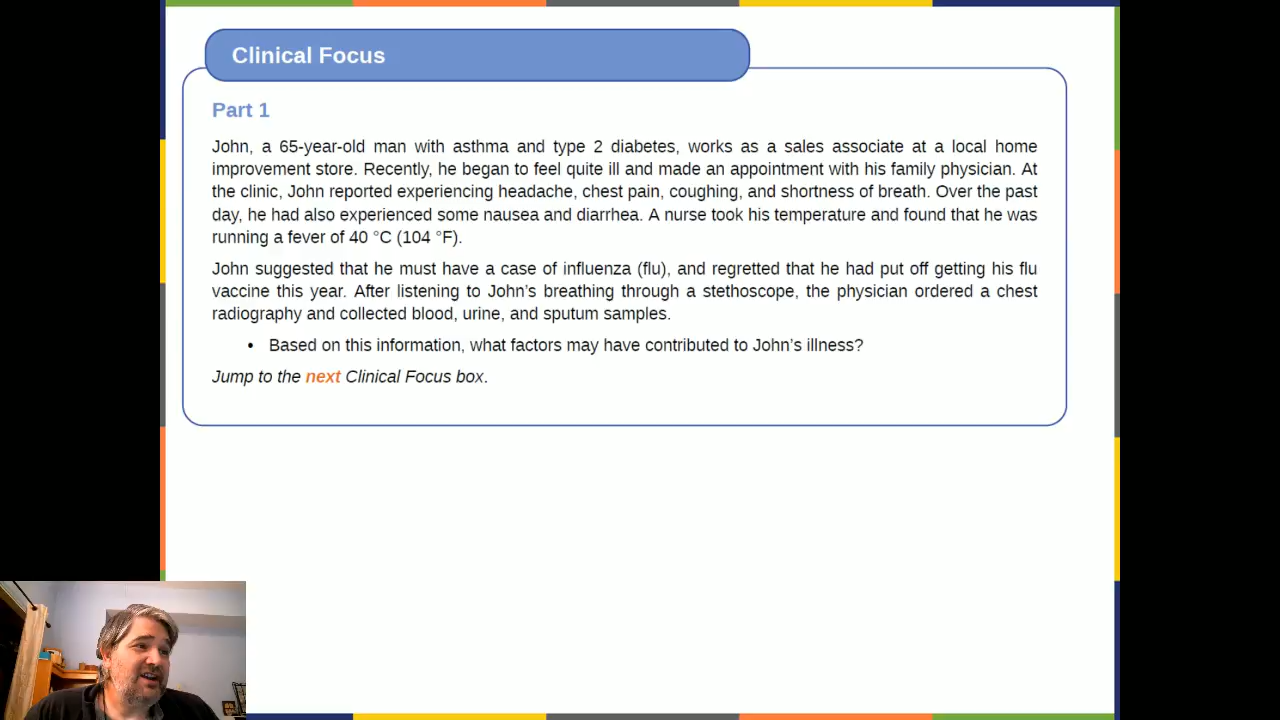 Clinical Focus
Part 1
John, a 65-year-old man with asthma and type 2 diabetes, works as a sales associate at a local home
improvement store. Recently, he began to feel quite ill and made an appointment with his family physician. At
the clinic, John reported experiencing headache, chest pain, coughing, and shortness of breath. Over the past
day, he had also experienced some nausea and diarrhea. A nurse took his temperature and found that he was
running a fever of 40 °C (104 °F).
John suggested that he must have a case of influenza (flu), and regretted that he had put off getting his flu
vaccine this year. After listening to John’s breathing through a stethoscope, the physician ordered a chest
radiography and collected blood, urine, and sputum samples.
• Based on this information, what factors may have contributed to John’s illness?
Jump to the next Clinical Focus box.